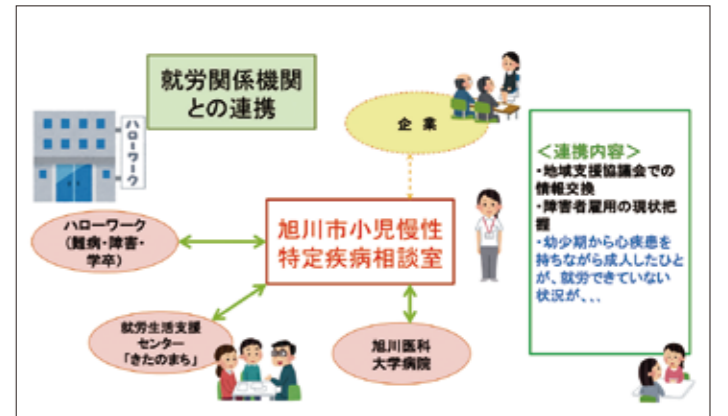 就労関係機関
との連携
企業
ハローワーク
<連携内容>
・地域支援協議会での
情報交換
・障害者雇用の現状把
握
・幼少期から心疾患を
持ちながら成人したひと
が、就労できていない
状況が、、、
旭川市小児慢性
特定疾病相談室
ハローワーク
(難病・障害・
学卒)
就労生活支援
センター
「きたのまち」
旭川医科
大学病院